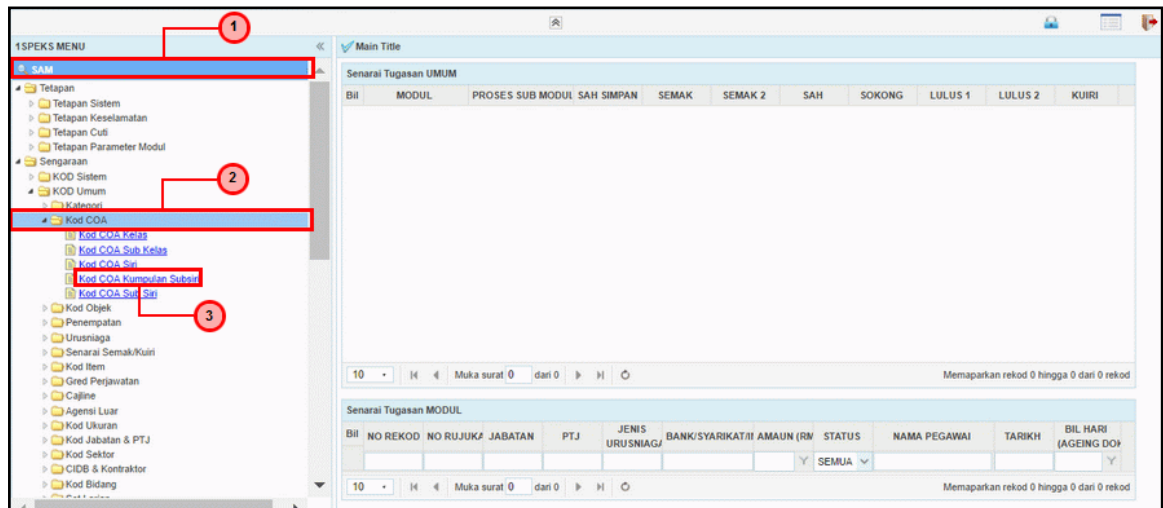 1
1SPEKS MENU
Main Title
SAM
Senarai Tugasan UMUM
Bil MODUL PROSES SUB MODUL SAH SIMPAN SEMAK SEMAK 2 SAH SOKONG LULUS 1 LULUS 2 KUIRI
Tetapan
Tetapan Sistem
Tetapan Keselamatan
Tetapan Cuti
Tetapan Parameter Modul
Sengaraan
KOD Sistem
2
KOD Umum
Kategori
Kod COA
Kod COA Kelas
Kod COA Sub Kelas
Kod COA Siri
Kod COA Kumpulan Subsiri
Kod COA Sub Siri
3
Kod Objek
Penempatan
Urusniaga
Senarai Semak/Kuiri
Kod Item
Gred Perjawatan
Cajline
Agensi Luar
Kod Ukuran
Kod Jabatan & PTJ
Kod Sektor
CIDB & Kontraktor
Kod Bidang
10 Muka surat 0 dari 0 Memaparkan rekod 0 hingga 0 dari 0 rekod
Senarai Tugasan MODUL
Bil NO REKOD NO RUJUKA JABATAN PTJ JENIS URUSNIAGA BANK/SYARIKAT/I AMAUN (RM STATUS NAMA PEGAWAI TARIKH BIL HARI (AGEING DOK
SEMUA
10 Muka surat 0 dari 0 Memaparkan rekod 0 hingga 0 dari 0 rekod